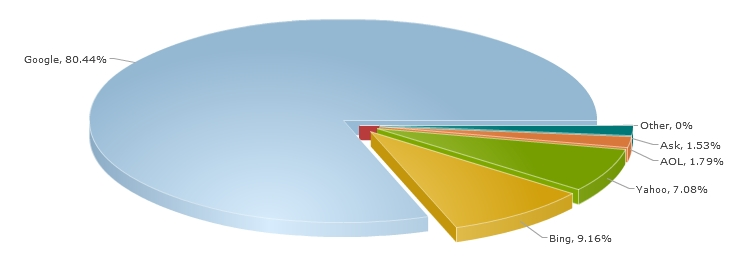 Google, 80.44%
Other, 0%
Ask, 1.53%
AOL, 1.79%
Yahoo, 7.08%
Bing, 9.16%